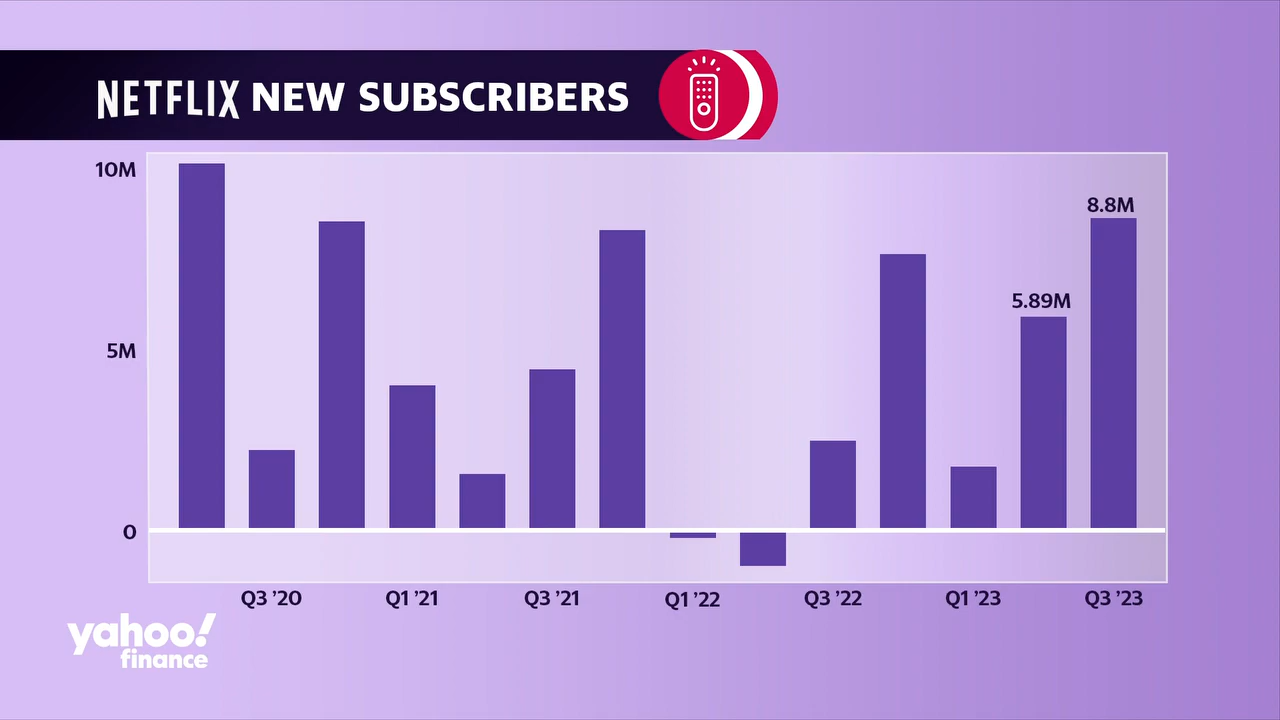 NETFLIX NEW SUBSCRIBERS
10M
8.8M
5.89M
5M
0
Q3 ’20 Q1 ’21 Q3 ’21 Q1 ’22 Q3 ’22 Q1 ’23 Q3 ’23
yahoo!
finance